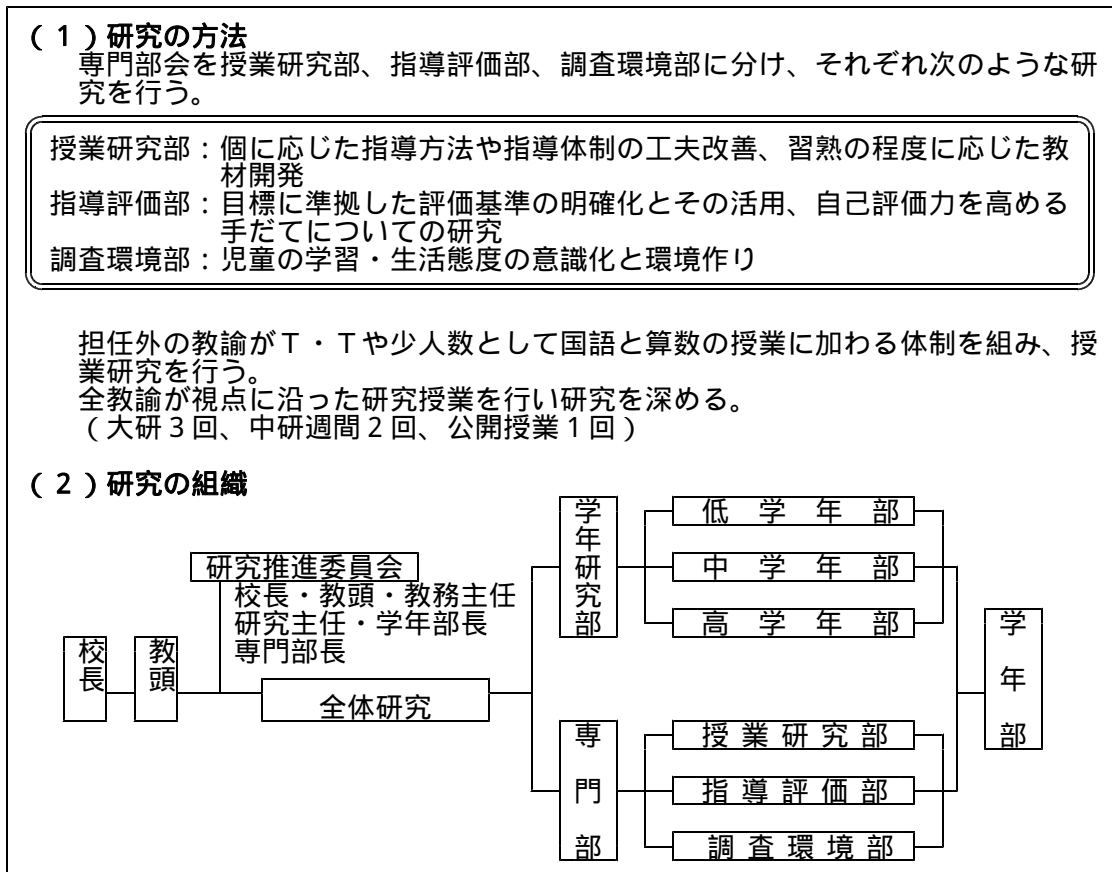 （１）研究の方法
専門部会を授業研究部、指導評価部、調査環境部に分け、それぞれ次のような研
究を行う。
授業研究部：個に応じた指導方法や指導体制の工夫改善、習熟の程度に応じた教
材開発
指導評価部：目標に準拠した評価基準の明確化とその活用、自己評価力を高める
手だてについての研究
調査環境部：児童の学習・生活態度の意識化と環境作り
担任外の教諭がＴ・Ｔや少人数として国語と算数の授業に加わる体制を組み、授
業研究を行う。
全教諭が視点に沿った研究授業を行い研究を深める。
（大研３回、中研週間２回、公開授業１回）
（２）研究の組織
校長
教頭
研究推進委員会
校長・教頭・教務主任
研究主任・学年部長
専門部長
全体研究
学年研究部
低学年部
中学年部
高学年部
専門部
授業研究部
指導評価部
調査環境部
学年部